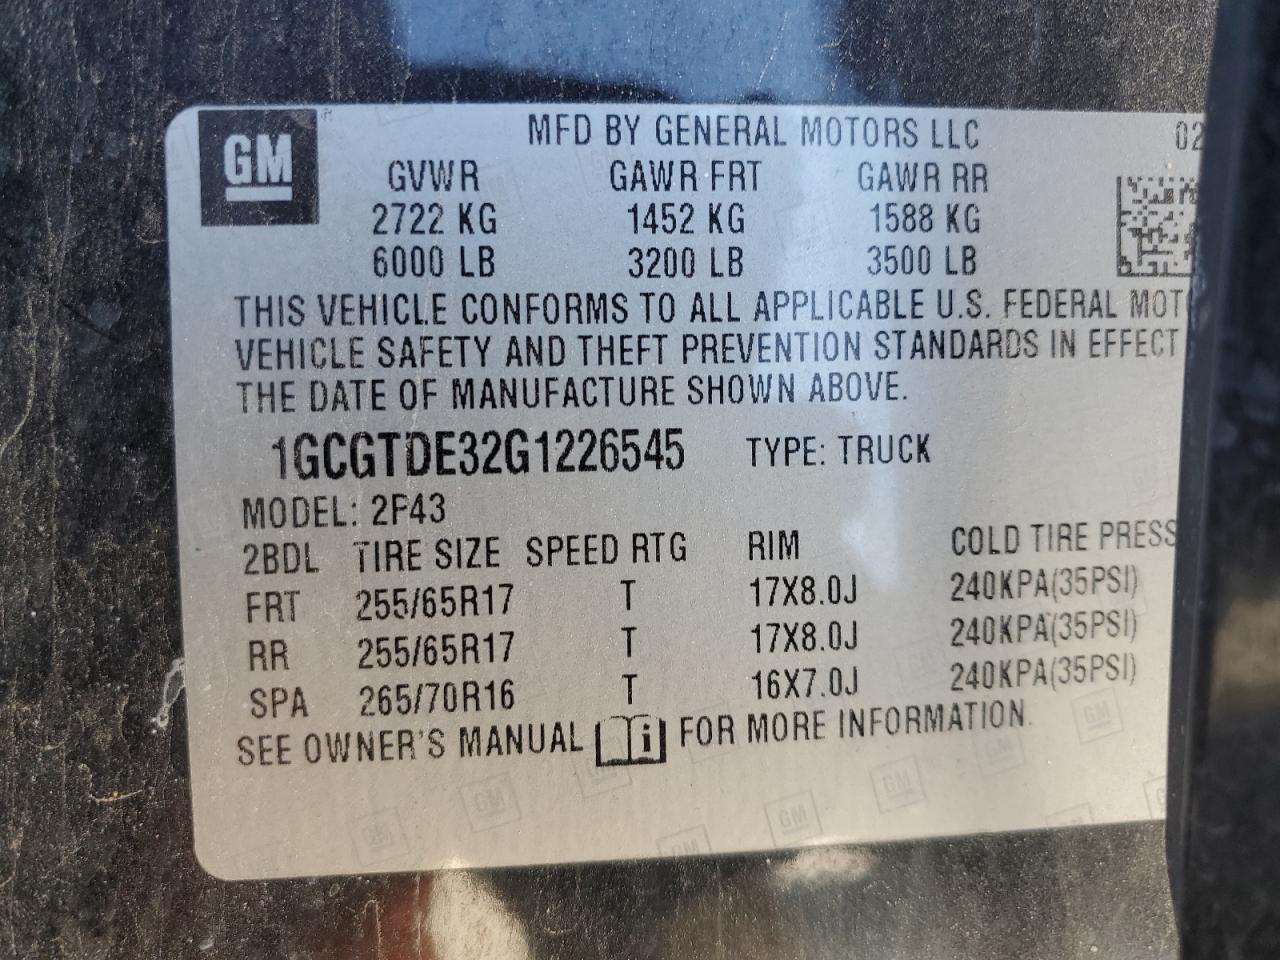 GM
MFD BY GENERAL MOTORS LLC 02
GVWR GAWR FRT GAWR RR
2722 KG 1452 KG 1588 KG
6000 LB 3200 LB 3500 LB
THIS VEHICLE CONFORMS TO ALL APPLICABLE U.S. FEDERAL MOT
VEHICLE SAFETY AND THEFT PREVENTION STANDARDS IN EFFECT
THE DATE OF MANUFACTURE SHOWN ABOVE.
1GCGTDE32G1226545 TYPE: TRUCK
MODEL: 2P43
2BDL TIRE SIZE SPEED RTG RIM COLD TIRE PRESS
FRT 255/65R17 T 17X8.0J 240KPA(35PSI)
RR 255/65R17 T 17X8.0J 240KPA(35PSI)
SPA 265/70R16 T 16X7.0J 240KPA(35PSI)
SEE OWNER'S MANUAL i FOR MORE INFORMATION.